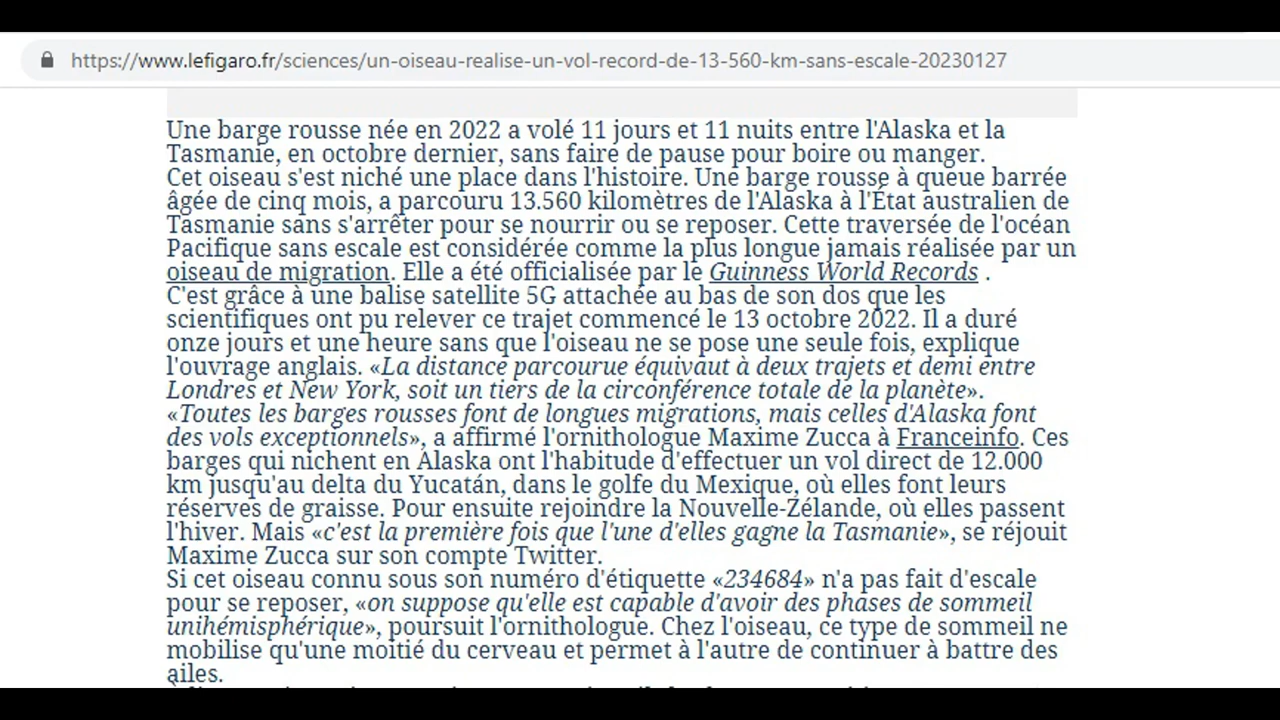 https://www.lefigaro.fr/sciences/un-oiseau-realise-un-vol-record-de-13-560-km-sans-escale-20230127
Une barge rousse née en 2022 a volé 11 jours et 11 nuits entre l'Alaska et la
Tasmanie, en octobre dernier, sans faire de pause pour boire ou manger.
Cet oiseau s'est niché une place dans l'histoire. Une barge rousse à queue barrée
âgée de cinq mois, a parcouru 13.560 kilomètres de l'Alaska à l'État australien de
Tasmanie sans s'arrêter pour se nourrir ou se reposer. Cette traversée de l'océan
Pacifique sans escale est considérée comme la plus longue jamais réalisée par un
oiseau de migration. Elle a été officialisée par le Guinness World Records .
C'est grâce à une balise satellite 5G attachée au bas de son dos que les
scientifiques ont pu relever ce trajet commencé le 13 octobre 2022. Il a duré
onze jours et une heure sans que l'oiseau ne se pose une seule fois, explique
l'ouvrage anglais. «La distance parcourue équivaut à deux trajets et demi entre
Londres et New York, soit un tiers de la circonférence totale de la planète».
«Toutes les barges rousses font de longues migrations, mais celles d'Alaska font
des vols exceptionnels», a affirmé l'ornithologue Maxime Zucca à Franceinfo. Ces
barges qui nichent en Alaska ont l'habitude d'effectuer un vol direct de 12.000
km jusqu'au delta du Yucatán, dans le golfe du Mexique, où elles font leurs
réserves de graisse. Pour ensuite rejoindre la Nouvelle-Zélande, où elles passent
l'hiver. Mais «c'est la première fois que l'une d'elles gagne la Tasmanie», se réjouit
Maxime Zucca sur son compte Twitter.
Si cet oiseau connu sous son numéro d'étiquette «234684» n'a pas fait d'escale
pour se reposer, «on suppose qu'elle est capable d'avoir des phases de sommeil
unihémisphérique», poursuit l'ornithologue. Chez l'oiseau, ce type de sommeil ne
mobilise qu'une moitié du cerveau et permet à l'autre de continuer à battre des
ailes.